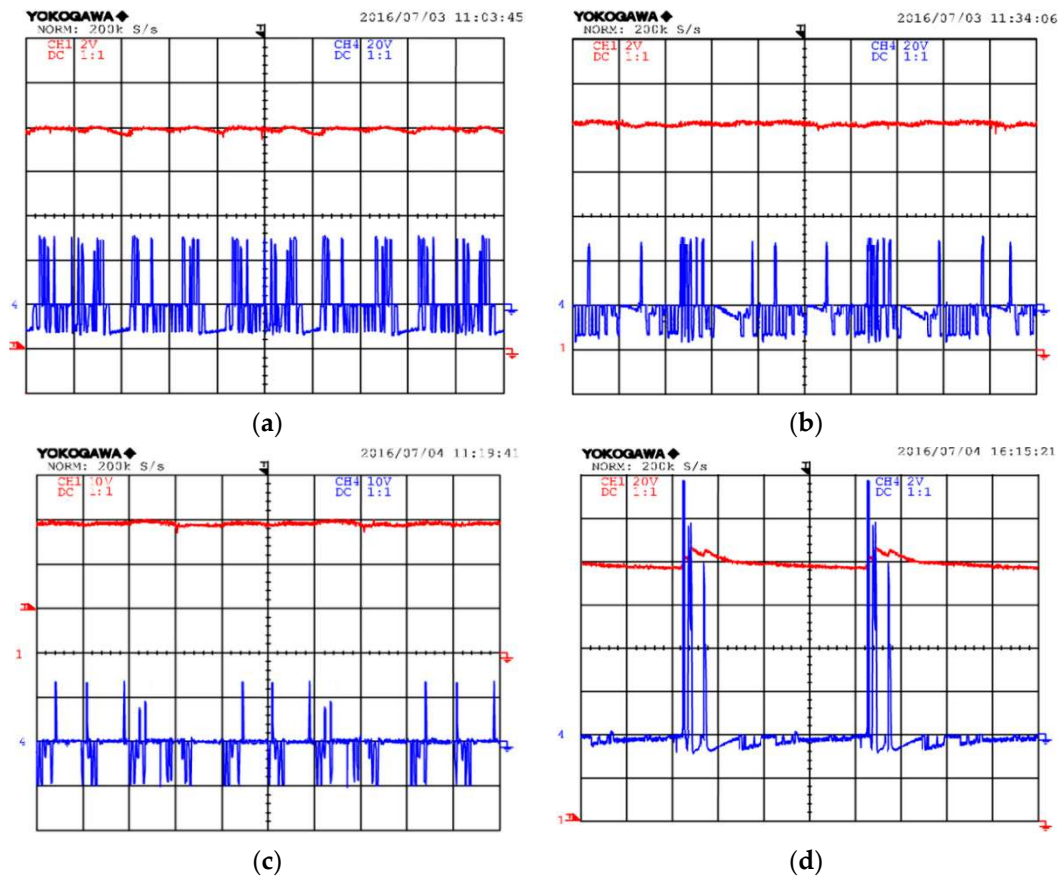 YOKOGAWA◆ 2016/07/03 11:03:45
NORM: 200k S/s
CH1 2V CH4 20V
DC 1:1 DC 1:1
4
(a)
YOKOGAWA◆ 2016/07/03 11:34:06
NORM: 200k S/s
CH1 2V CH4 20V
DC 1:1 DC 1:1
4
1
(b)
YOKOGAWA◆ 2016/07/04 11:19:41
NORM: 200k S/s
CH1 10V CH4 10V
DC 1:1 DC 1:1
1
4
(c)
YOKOGAWA◆ 2016/07/04 16:15:21
NORM: 200k S/s
CH1 20V CH4 2V
DC 1:1 DC 1:1
4
1
(d)